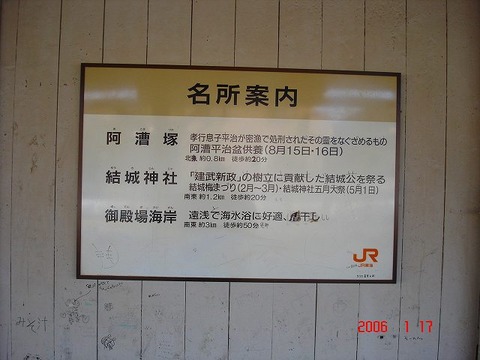 名所案内
阿漕塚
孝行息子平治が密漁で処刑されたその霊をなぐさめるもの
阿漕平治盆供養(8月15日・16日)
北東 約0.8km 徒歩約20分
結城神社
「建武新政」の樹立に貢献した結城公を祭る
結城梅まつり(2月～3月)・結城神社五月大祭(5月1日)
南東 約1.2km 徒歩約20分
御殿場海岸
遠浅で海水浴に好適、潮干し
南東 約3km 徒歩約50分
JR
JR東海
みそ汁
2006 1 17